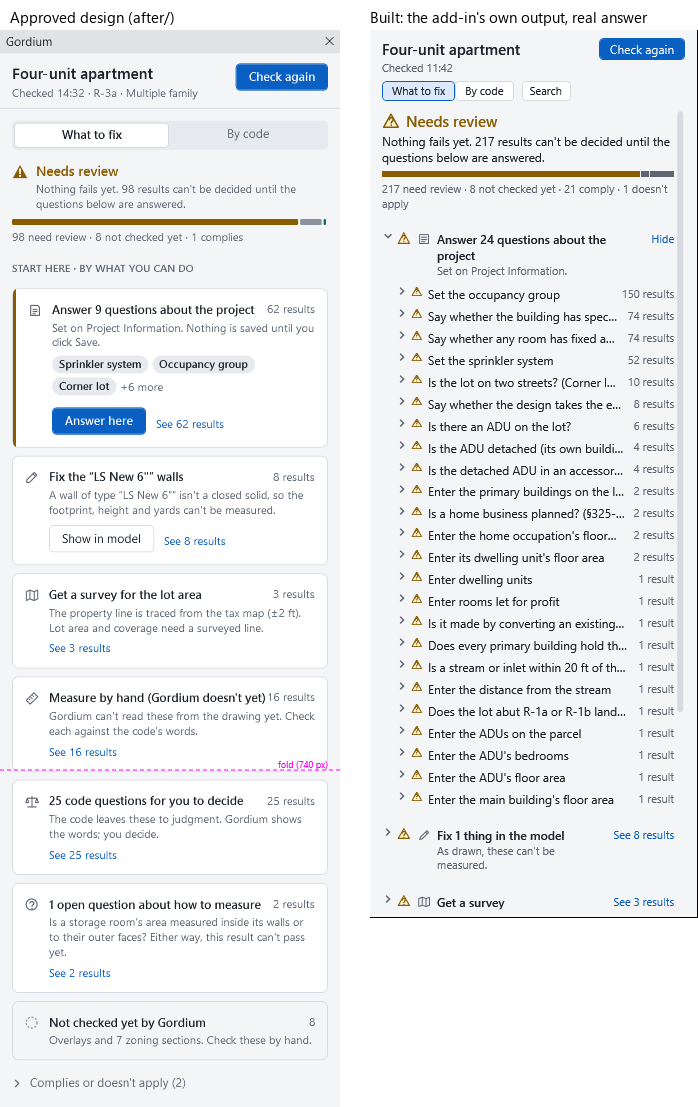 Approved design (after/)
Gordium
Four-unit apartment
Checked 14:32 · R-3a · Multiple family
Check again
What to fix
By code
Needs review
Nothing fails yet. 98 results can't be decided until the
questions below are answered.
98 need review · 8 not checked yet · 1 complies
START HERE · BY WHAT YOU CAN DO
Answer 9 questions about the project 62 results
Set on Project Information. Nothing is saved until you
click Save.
Sprinkler system Occupancy group
Corner lot +6 more
Answer here See 62 results
Fix the “LS New 6"” walls 8 results
A wall of type “LS New 6"” isn't a closed solid, so the
footprint, height and yards can't be measured.
Show in model See 8 results
Get a survey for the lot area 3 results
The property line is traced from the tax map (±2 ft).
Lot area and coverage need a surveyed line.
See 3 results
Measure by hand (Gordium doesn't yet) 16 results
Gordium can't read these from the drawing yet. Check
each against the code's words.
See 16 results
fold (740 px)
25 code questions for you to decide 25 results
The code leaves these to judgment. Gordium shows
the words; you decide.
See 25 results
1 open question about how to measure 2 results
Is a storage room's area measured inside its walls or
to their outer faces? Either way, this result can't pass
yet.
See 2 results
Not checked yet by Gordium 8
Overlays and 7 zoning sections. Check these by hand.
Complies or doesn't apply (2)
Built: the add-in's own output, real answer
Four-unit apartment
Checked 11:42
Check again
What to fix
By code
Search
Needs review
Nothing fails yet. 217 results can't be decided until the
questions below are answered.
217 need review · 8 not checked yet · 21 comply · 1 doesn't
apply
Answer 24 questions about the
project
Hide
Set on Project Information.
Set the occupancy group 150 results
Say whether the building has spec... 74 results
Say whether any room has fixed a... 74 results
Set the sprinkler system 52 results
Is the lot on two streets? (Corner l... 10 results
Say whether the design takes the e... 8 results
Is there an ADU on the lot? 6 results
Is the ADU detached (its own buildi... 4 results
Is the detached ADU in an accessor... 4 results
Enter the primary buildings on the l... 2 results
Is a home business planned? (§325-... 2 results
Enter the home occupation's floor... 2 results
Enter its dwelling unit's floor area 2 results
Enter dwelling units 1 result
Enter rooms let for profit 1 result
Is it made by converting an existing... 1 result
Does every primary building hold th... 1 result
Is a stream or inlet within 20 ft of th... 1 result
Enter the distance from the stream 1 result
Does the lot abut R-1a or R-1b land... 1 result
Enter the ADUs on the parcel 1 result
Enter the ADU's bedrooms 1 result
Enter the ADU's floor area 1 result
Enter the main building's floor area 1 result
Fix 1 thing in the model See 8 results
As drawn, these can't be
measured.
Get a survey See 3 results